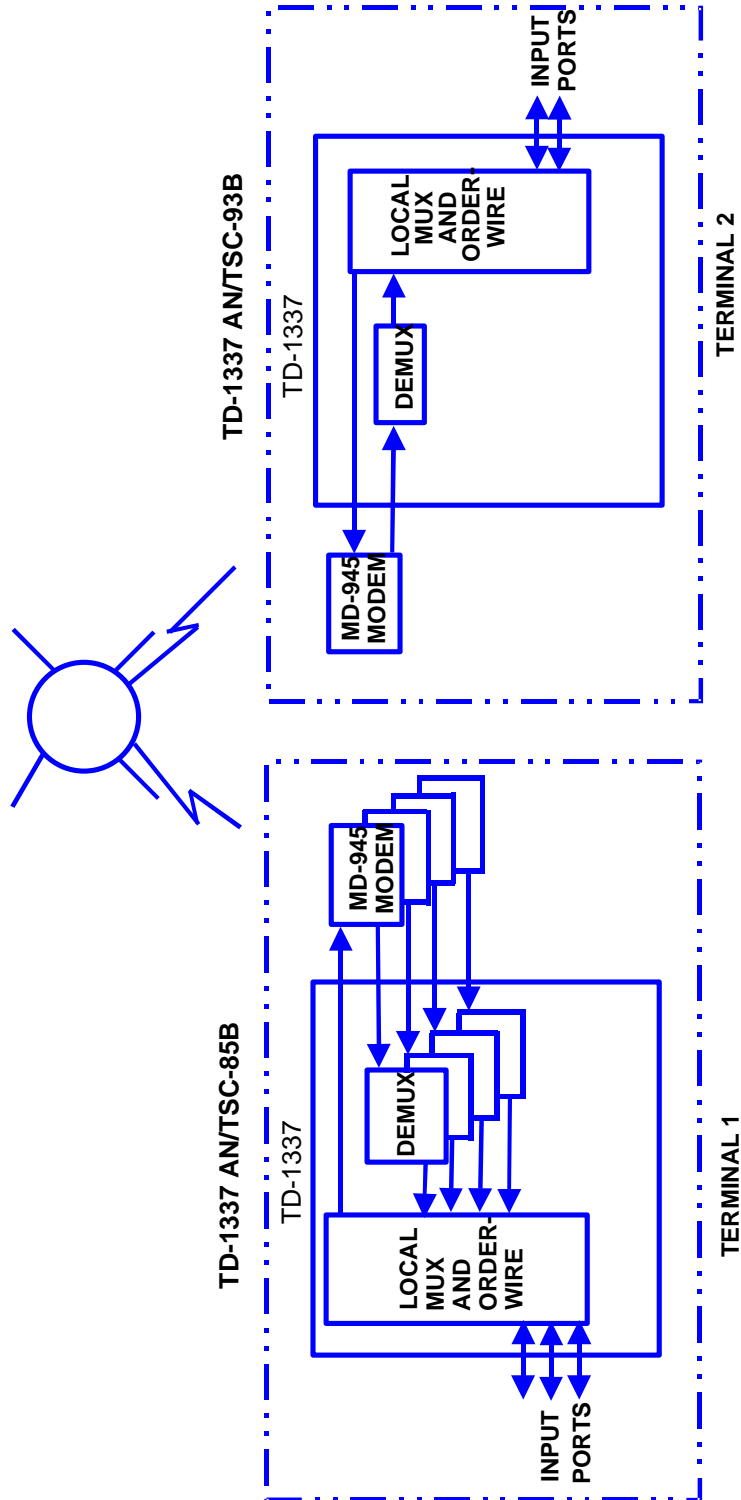 TD-1337 AN/TSC-85B
TD-1337
LOCAL
MUX
AND
ORDER-
WIRE
DEMUX
MD-945
MODEM
INPUT
PORTS
TERMINAL 1
TD-1337 AN/TSC-93B
TD-1337
MD-945
MODEM
DEMUX
LOCAL
MUX
AND
ORDER-
WIRE
INPUT
PORTS
TERMINAL 2